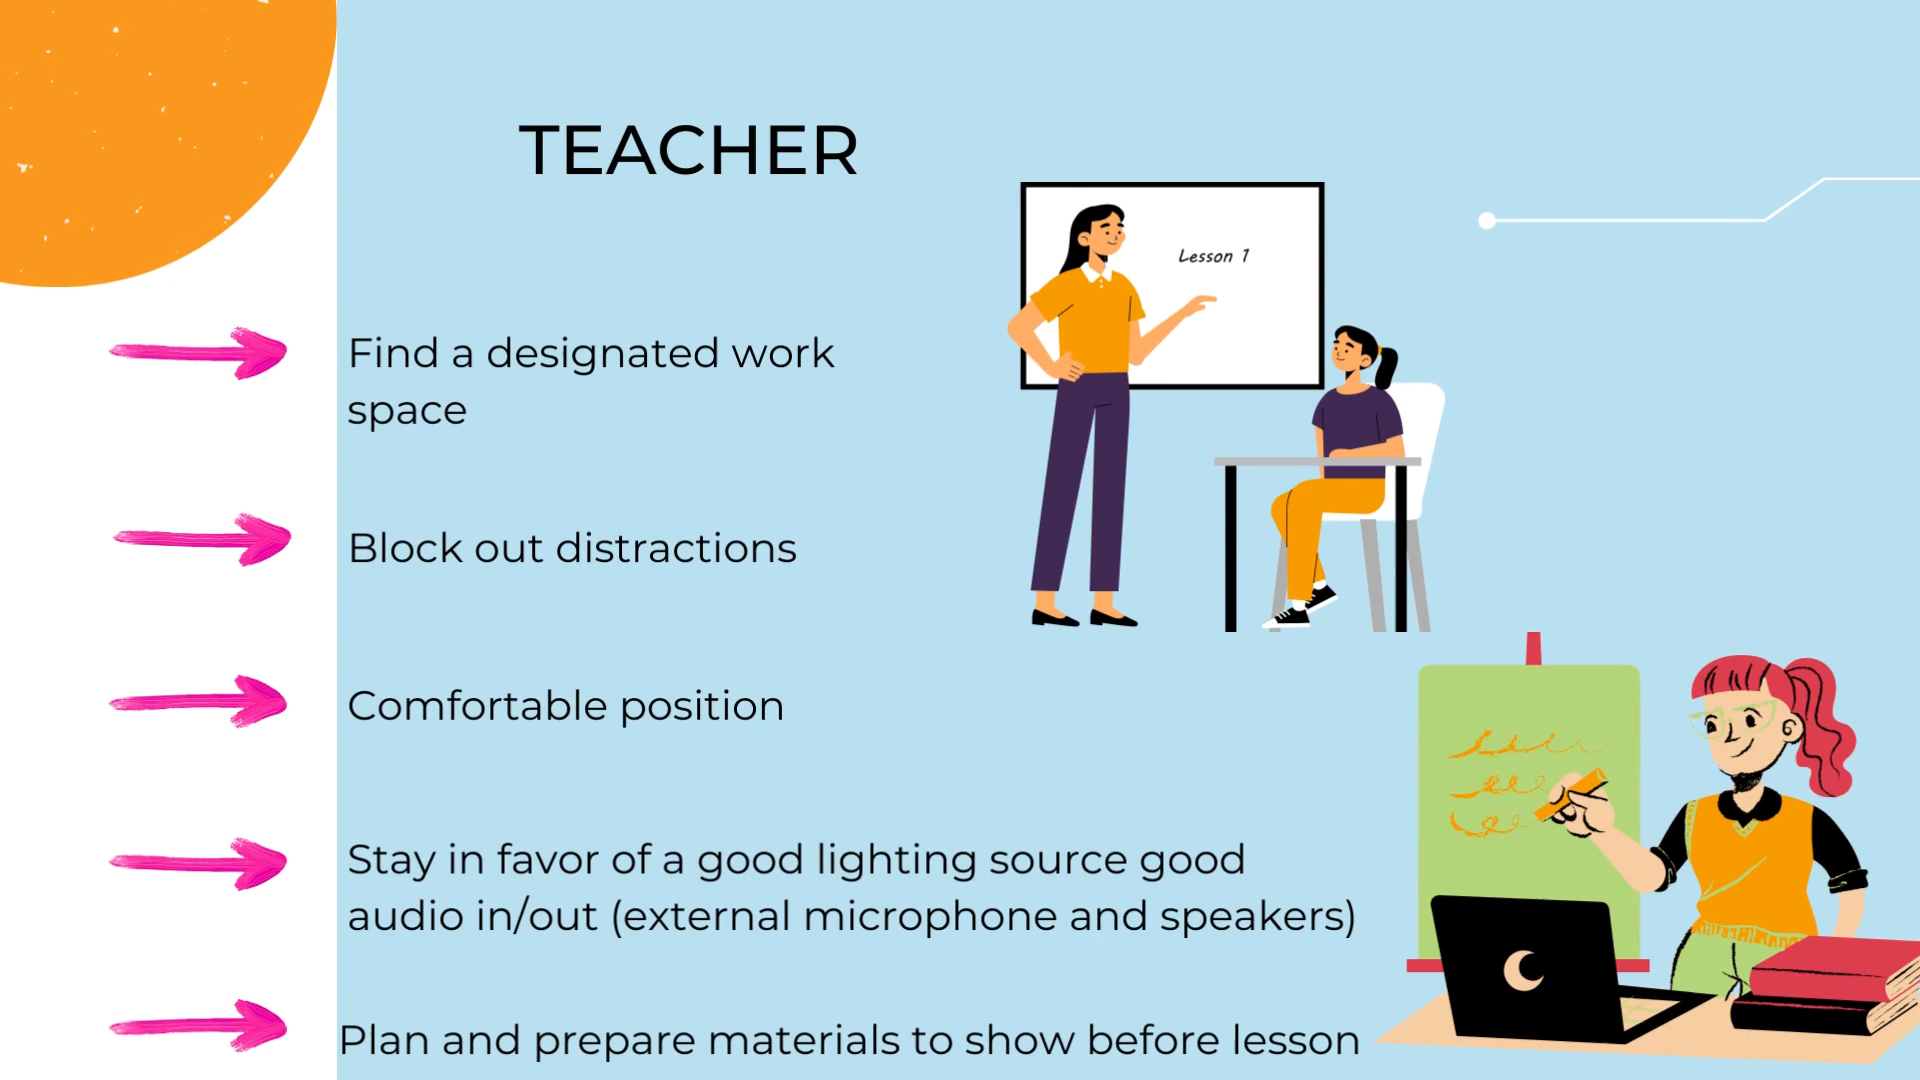 TEACHER
Lesson 1
Find a designated work
space
Block out distractions
Comfortable position
Stay in favor of a good lighting source good
audio in/out (external microphone and speakers)
Plan and prepare materials to show before lesson